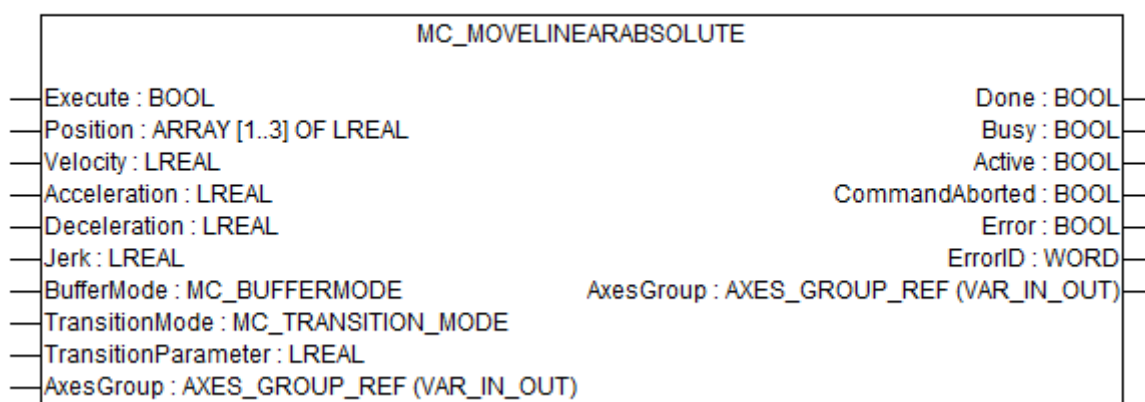 MC_MOVELINEARABSOLUTE
Execute : BOOL Done : BOOL
Position : ARRAY [1..3] OF LREAL Busy : BOOL
Velocity : LREAL Active : BOOL
Acceleration : LREAL CommandAborted : BOOL
Deceleration : LREAL Error : BOOL
Jerk : LREAL ErrorID : WORD
BufferMode : MC_BUFFERMODE AxesGroup : AXES_GROUP_REF (VAR_IN_OUT)
TransitionMode : MC_TRANSITION_MODE
TransitionParameter : LREAL
AxesGroup : AXES_GROUP_REF (VAR_IN_OUT)